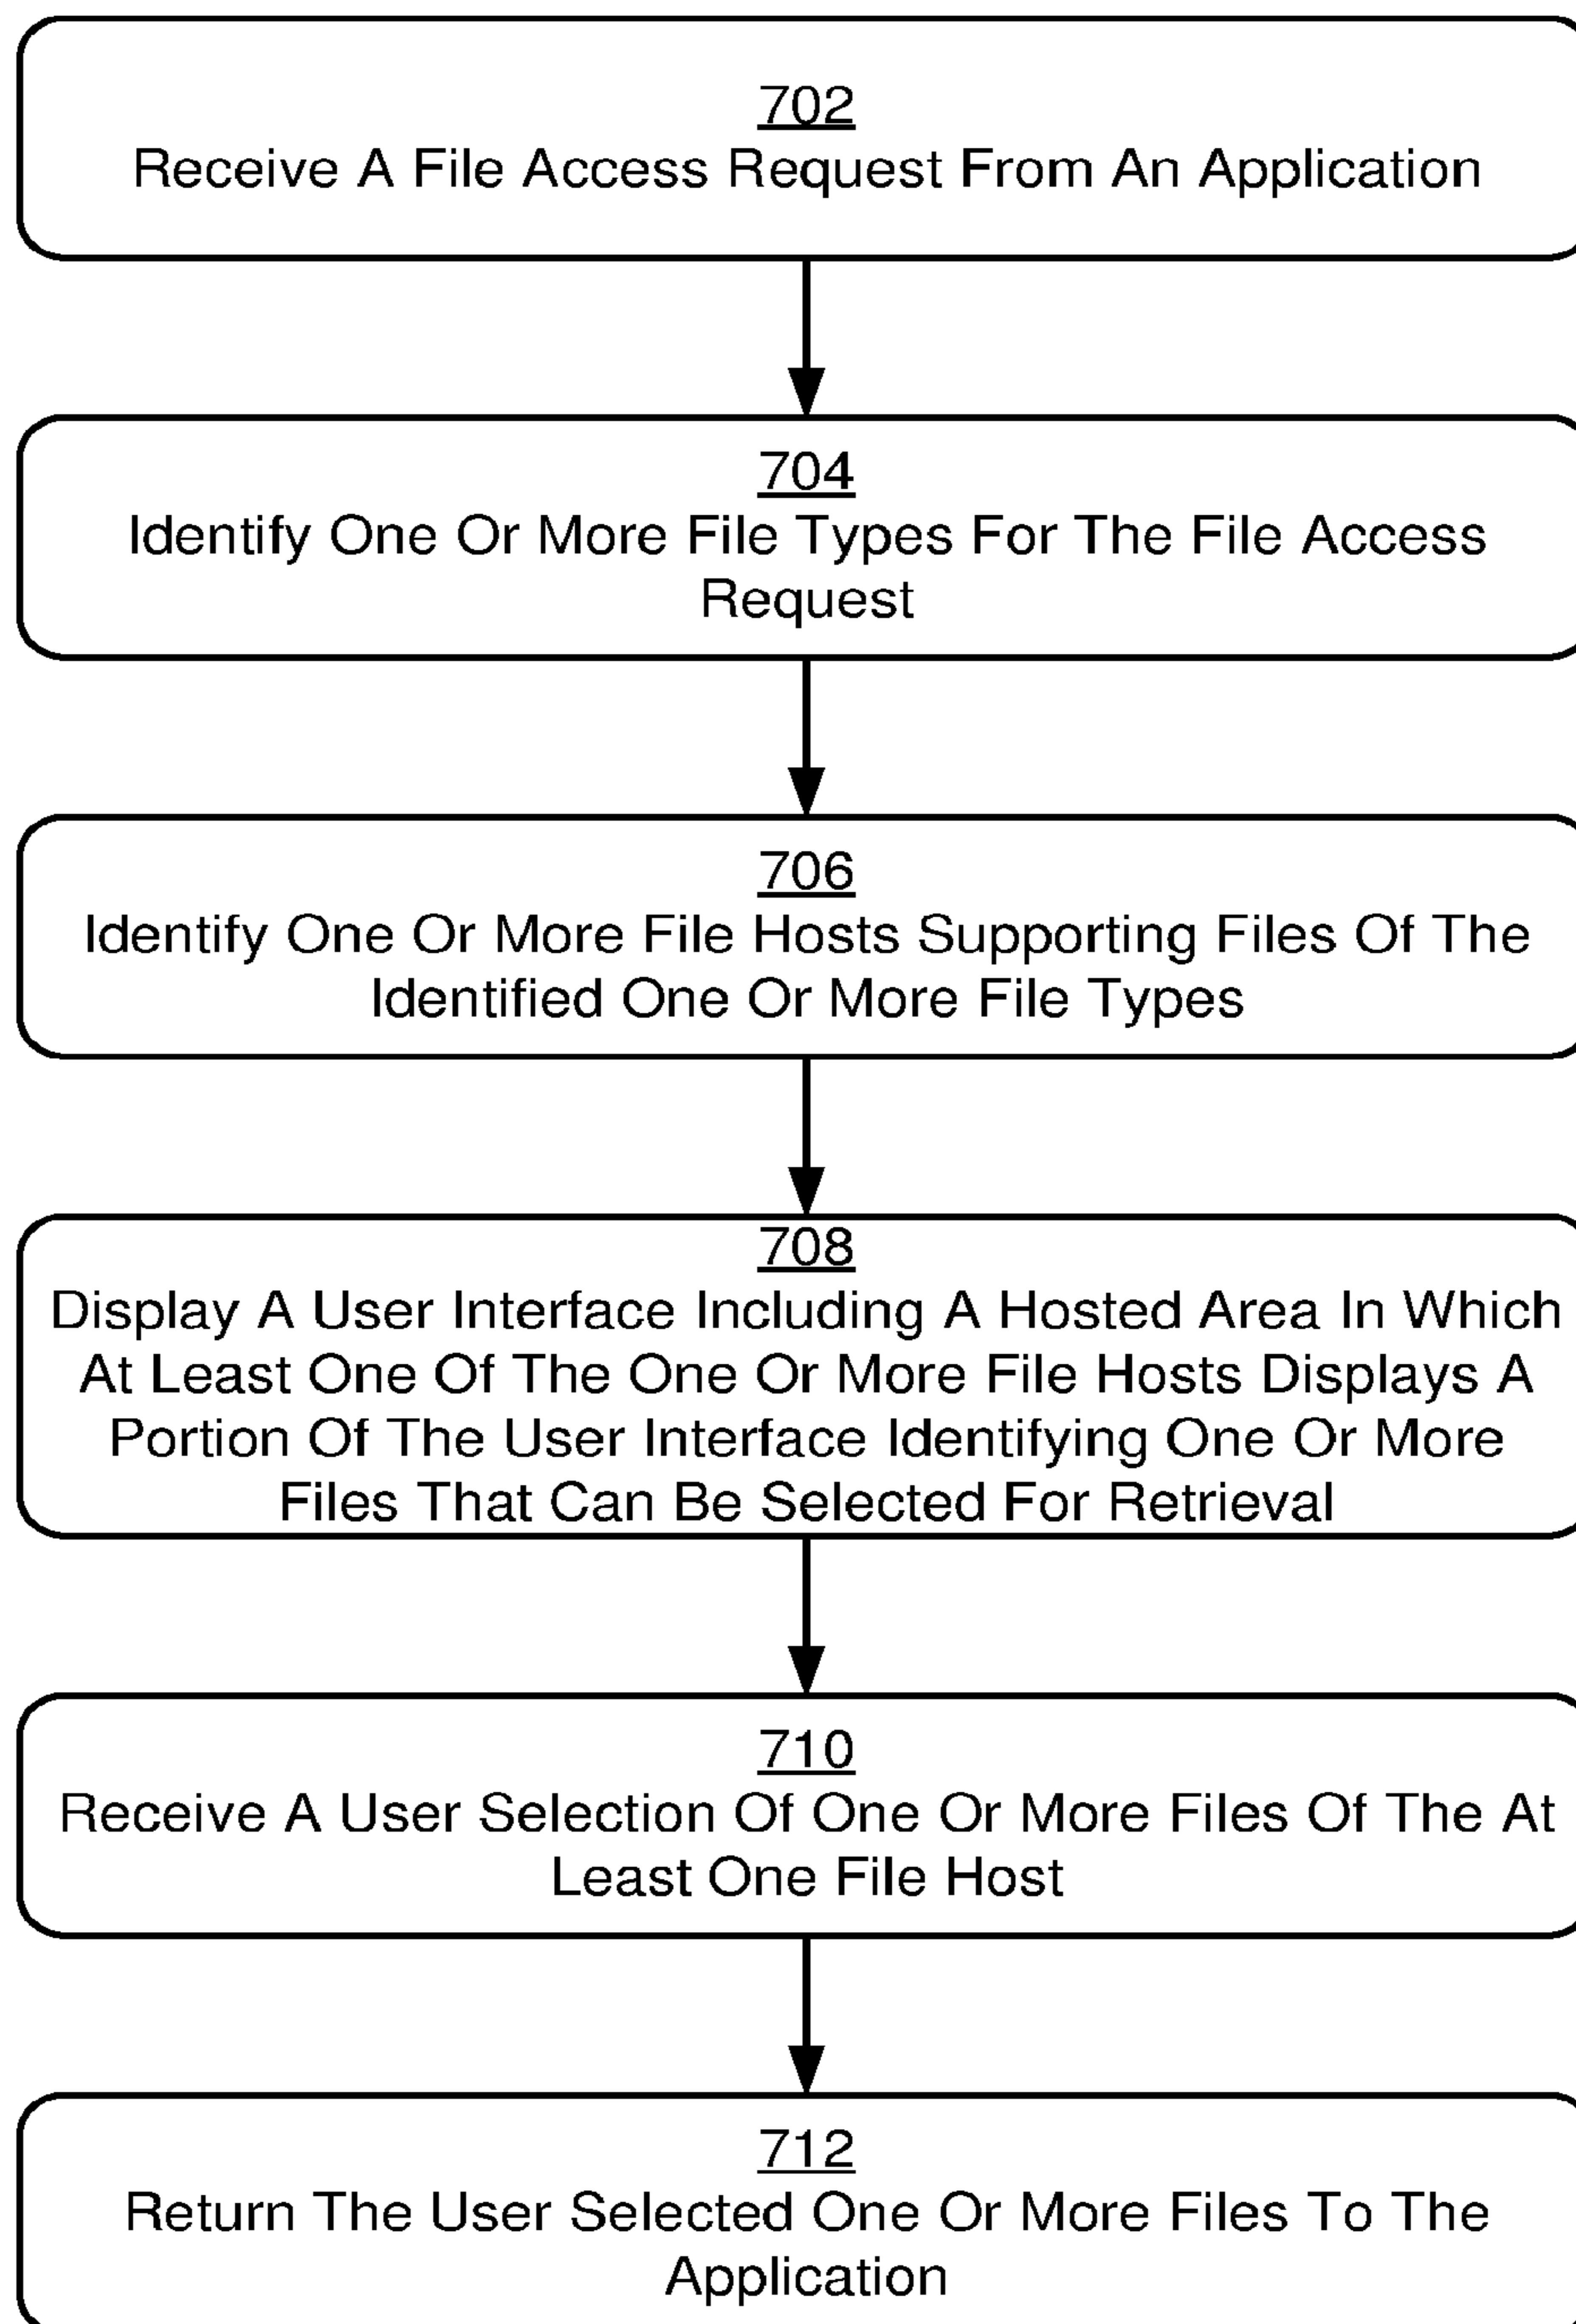 702
Receive A File Access Request From An Application
704
Identify One Or More File Types For The File Access
Request
706
Identify One Or More File Hosts Supporting Files Of The
Identified One Or More File Types
708
Display A User Interface Including A Hosted Area In Which
At Least One Of The One Or More File Hosts Displays A
Portion Of The User Interface Identifying One Or More
Files That Can Be Selected For Retrieval
710
Receive A User Selection Of One Or More Files Of The At
Least One File Host
712
Return The User Selected One Or More Files To The
Application